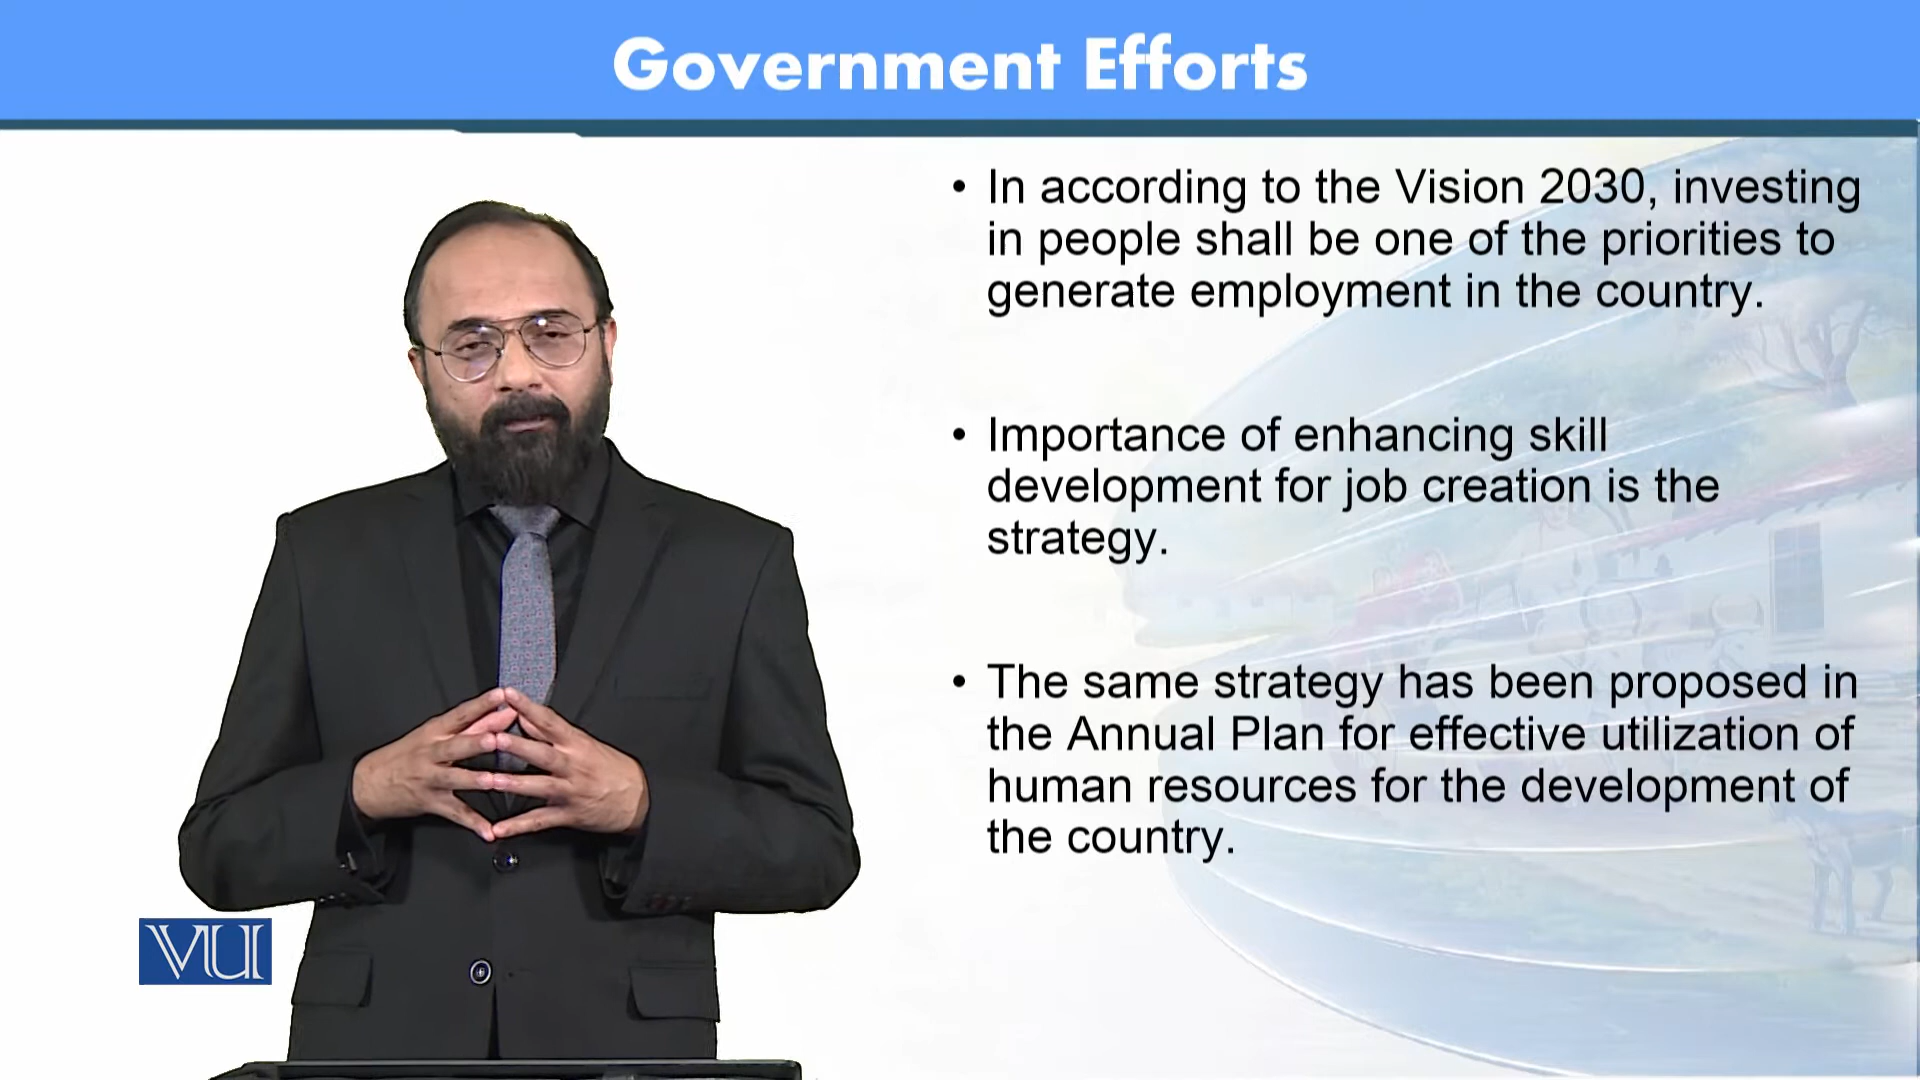 Government Efforts
• In according to the Vision 2030, investing
in people shall be one of the priorities to
generate employment in the country.
• Importance of enhancing skill
development for job creation is the
strategy.
• The same strategy has been proposed in
the Annual Plan for effective utilization of
human resources for the development of
the country.
VU